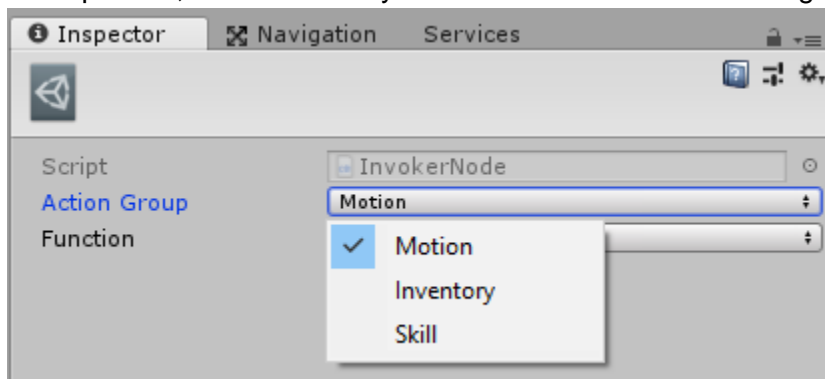 Inspector Navigation Services
Script InvokerNode
Action Group Motion
Function
Motion
Inventory
Skill